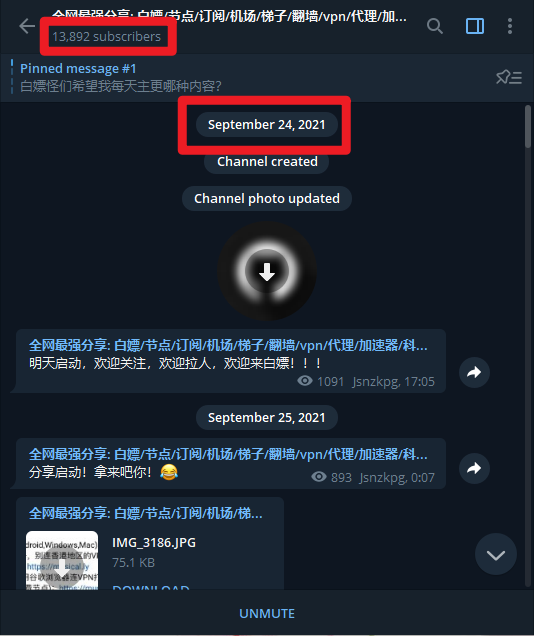 全网最强分享: 白嫖/节点/订阅/机场/梯子/翻墙/vpn/代理/加...
13,892 subscribers
Pinned message #1
白嫖怪们希望我每天主更哪种内容?
September 24, 2021
Channel created
Channel photo updated
全网最强分享: 白嫖/节点/订阅/机场/梯子/翻墙/vpn/代理/加速器/科...
明天启动，欢迎关注，欢迎拉人，欢迎来白嫖！！！
1091 Jsnzkpg, 17:05
September 25, 2021
全网最强分享: 白嫖/节点/订阅/机场/梯子/翻墙/vpn/代理/加速器/科...
分享启动！拿来吧你！😂
893 Jsnzkpg, 0:07
全网最强分享: 白嫖/节点/订阅/机场/梯...
IMG_3186.JPG
75.1 KB
DOWNLOAD
UNMUTE